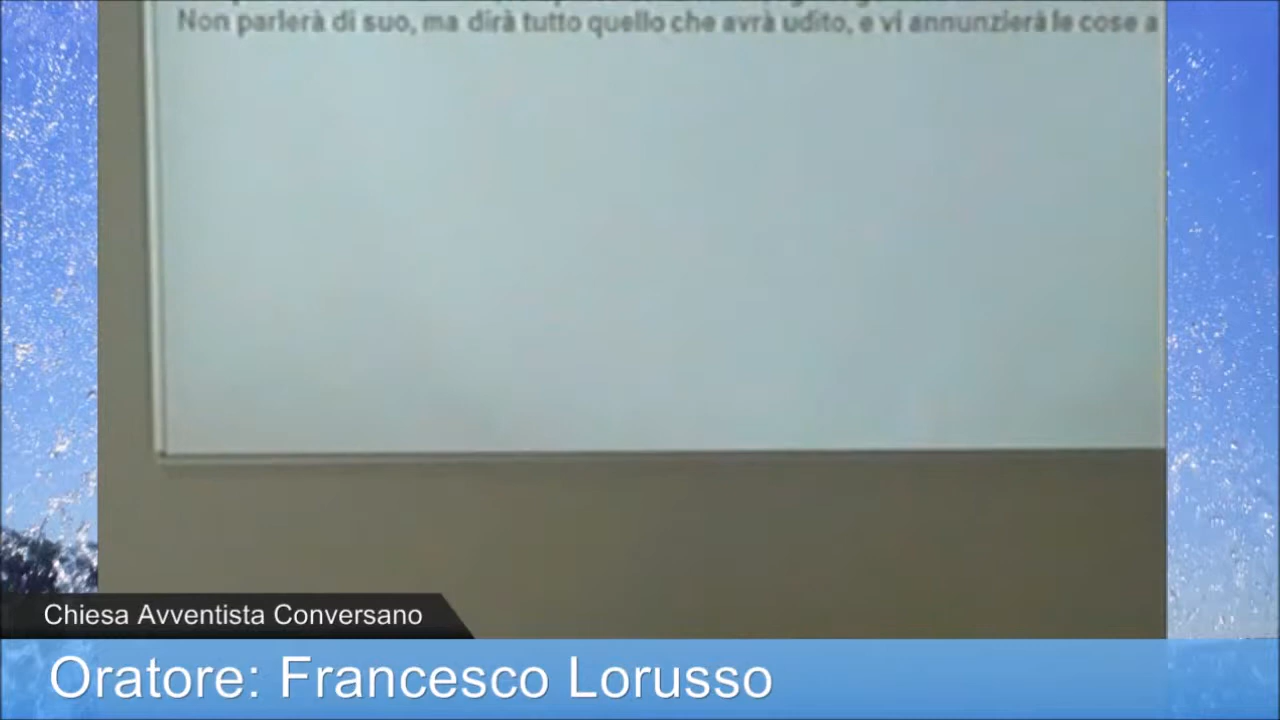 Non parlerà di suo, ma dirà tutto quello che avrà udito, e vi annunzierà le cose a
Chiesa Avventista Conversano
Oratore: Francesco Lorusso